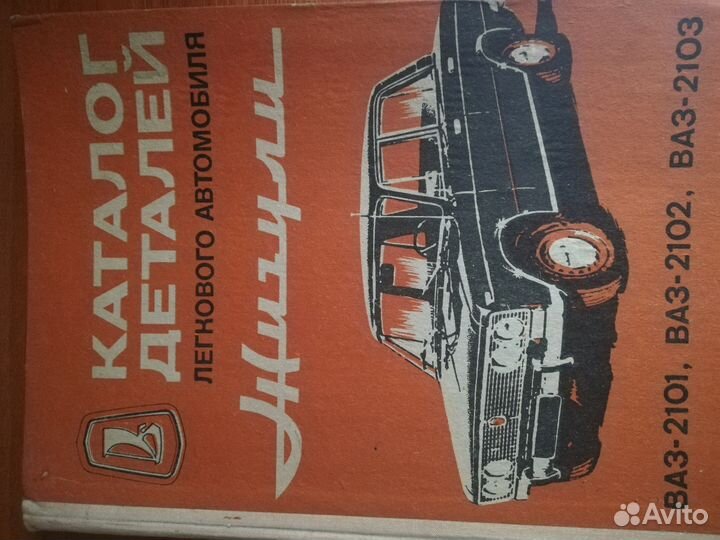 КАТАЛОГ
ДЕТАЛЕЙ
ЛЕГКОВОГО АВТОМОБИЛЯ
Жигули
ВАЗ-2101, ВАЗ-2102, ВАЗ-2103
Avito